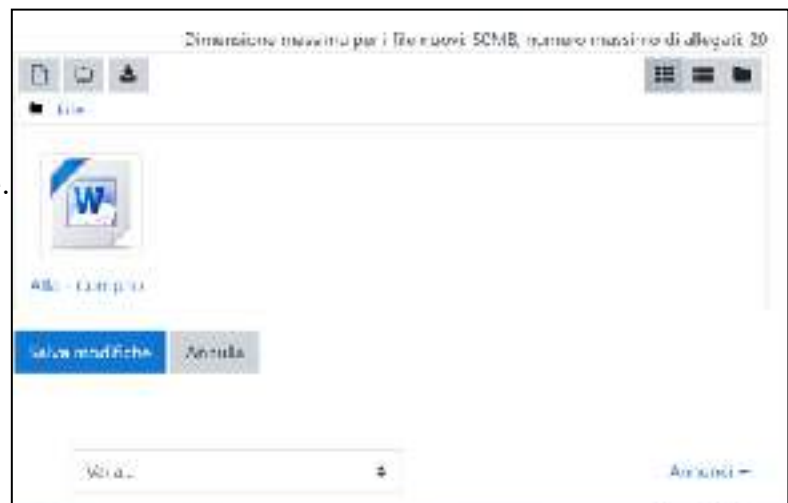 Dimensione massima per i file nuovi: 50MB, numero massimo di allegati: 20
File
W
Salva modifiche Annulla
Vai a...
Annunci